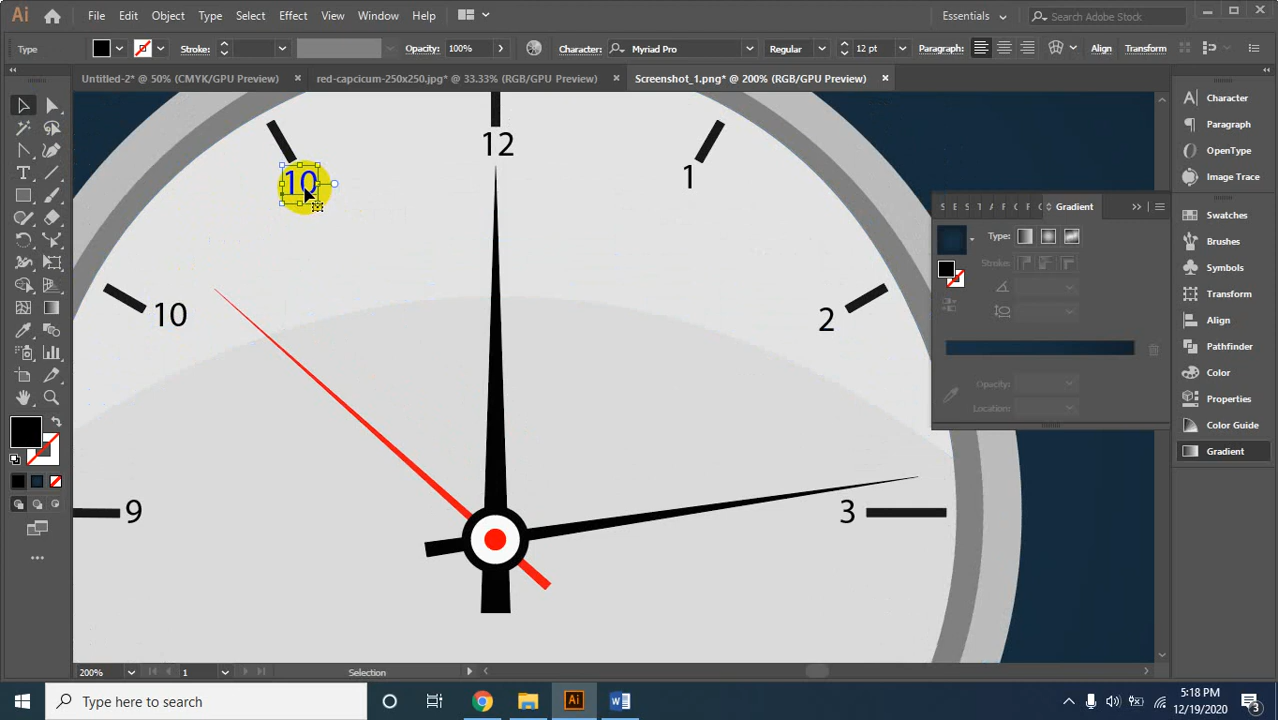 Ai File Edit Object Type Select Effect View Window Help Essentials Search Adobe Stock
Type Stroke: Opacity: 100% Character: Myriad Pro Regular 12 pt Paragraph: Align Transform
Untitled-2* @ 50% (CMYK/GPU Preview) red-capcicum-250x250.jpg* @ 33.33% (RGB/GPU Preview) Screenshot_1.png* @ 200% (RGB/GPU Preview)
12
1
10
2
10
3
9
Gradient
Type:
Strokes:
Opacity:
Location:
Character
Paragraph
OpenType
Image Trace
Swatches
Brushes
Symbols
Transform
Align
Pathfinder
Color
Properties
Color Guide
Gradient
200% 1 Selection
Type here to search
Ai
W
5:18 PM
12/19/2020
3